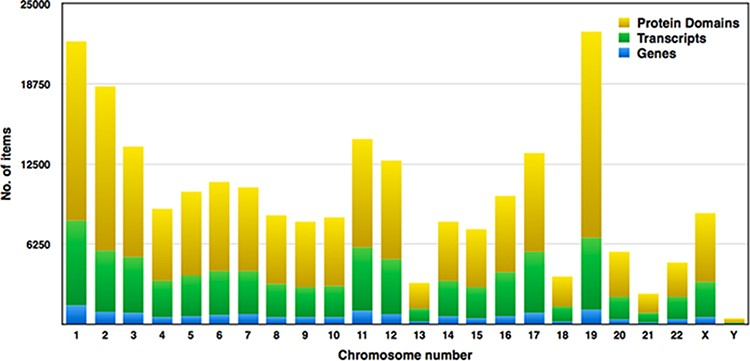 25000
18750
12500
6250
No. of items
Protein Domains
Transcripts
Genes
1 2 3 4 5 6 7 8 9 10 11 12 13 14 15 16 17 18 19 20 21 22 X Y
Chromosome number